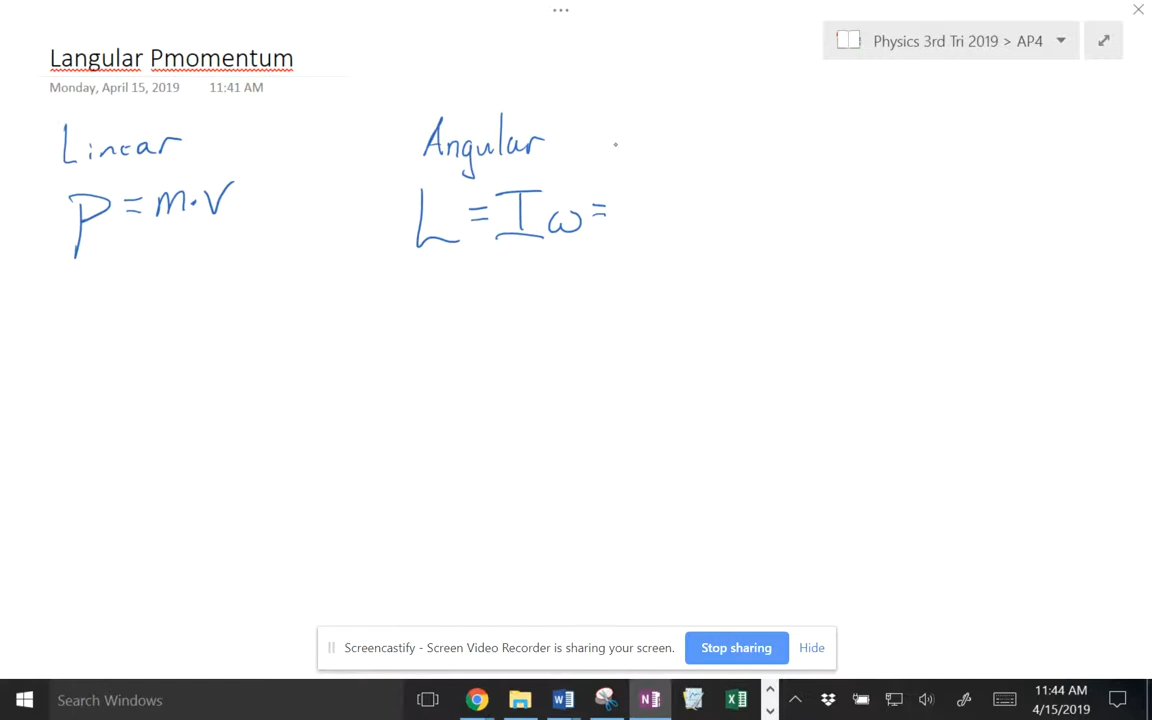 Physics 3rd Tri 2019 > AP4
Langular Pmomentum
Monday, April 15, 2019 11:41 AM
Linear Angular
P = m·V L = Iω =
Screencastify - Screen Video Recorder is sharing your screen. Stop sharing Hide
Search Windows
11:44 AM
4/15/2019